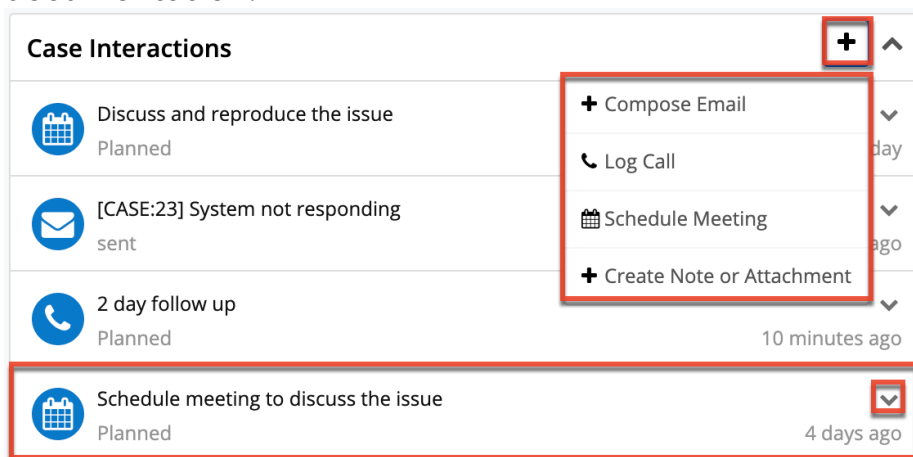 Case Interactions
Discuss and reproduce the issue
Planned
day
[CASE:23] System not responding
sent
ago
2 day follow up
Planned
10 minutes ago
Schedule meeting to discuss the issue
Planned
4 days ago
Compose Email
Log Call
Schedule Meeting
Create Note or Attachment